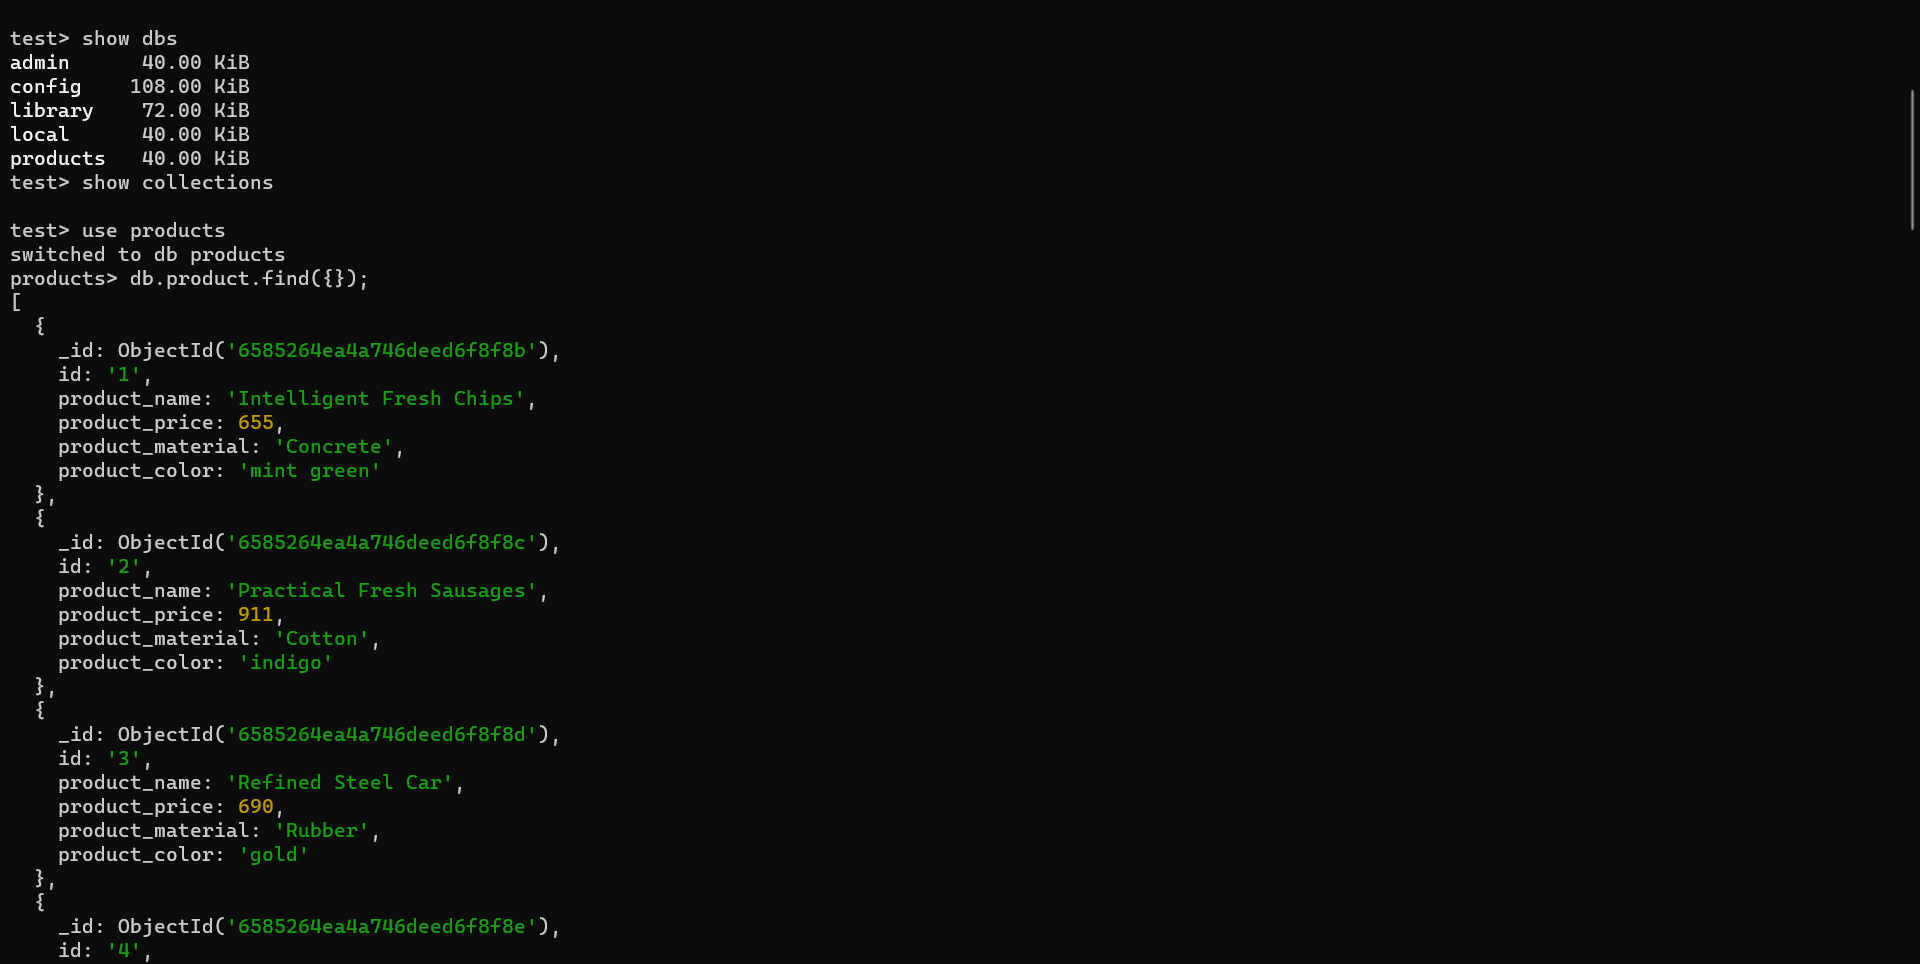 test> show dbs
admin      40.00 KiB
config    108.00 KiB
library    72.00 KiB
local      40.00 KiB
products   40.00 KiB
test> show collections
test> use products
switched to db products
products> db.product.find({});
[
  {
    _id: ObjectId('6585264ea4a746deed6f8f8b'),
    id: '1',
    product_name: 'Intelligent Fresh Chips',
    product_price: 655,
    product_material: 'Concrete',
    product_color: 'mint green'
  },
  {
    _id: ObjectId('6585264ea4a746deed6f8f8c'),
    id: '2',
    product_name: 'Practical Fresh Sausages',
    product_price: 911,
    product_material: 'Cotton',
    product_color: 'indigo'
  },
  {
    _id: ObjectId('6585264ea4a746deed6f8f8d'),
    id: '3',
    product_name: 'Refined Steel Car',
    product_price: 690,
    product_material: 'Rubber',
    product_color: 'gold'
  },
  {
    _id: ObjectId('6585264ea4a746deed6f8f8e'),
    id: '4',